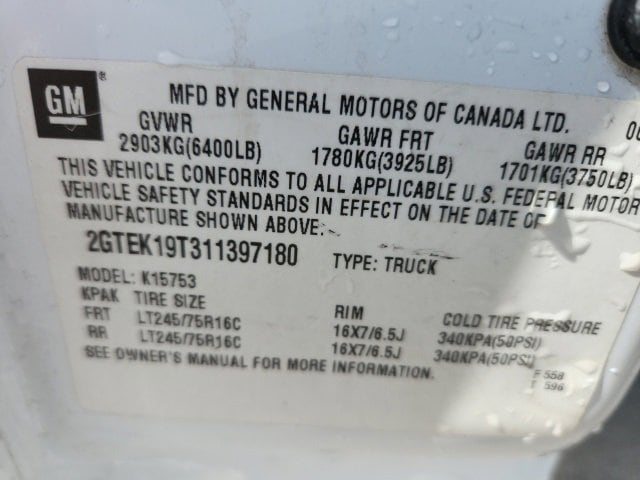 GM ®
MFD BY GENERAL MOTORS OF CANADA LTD.
GVWR GAWR FRT GAWR RR
2903KG(6400LB) 1780KG(3925LB) 1701KG(3750LB)
THIS VEHICLE CONFORMS TO ALL APPLICABLE U.S. FEDERAL MOTOR
VEHICLE SAFETY STANDARDS IN EFFECT ON THE DATE OF
MANUFACTURE SHOWN ABOVE.
2GTEK19T311397180 TYPE: TRUCK
MODEL: K15753
KPAK TIRE SIZE RIM COLD TIRE PRESSURE
FRT LT245/75R16C 16X7/6.5J 340KPA(50PSI)
RR LT245/75R16C 16X7/6.5J 340KPA(50PSI)
SEE OWNER'S MANUAL FOR MORE INFORMATION.
F 558
596